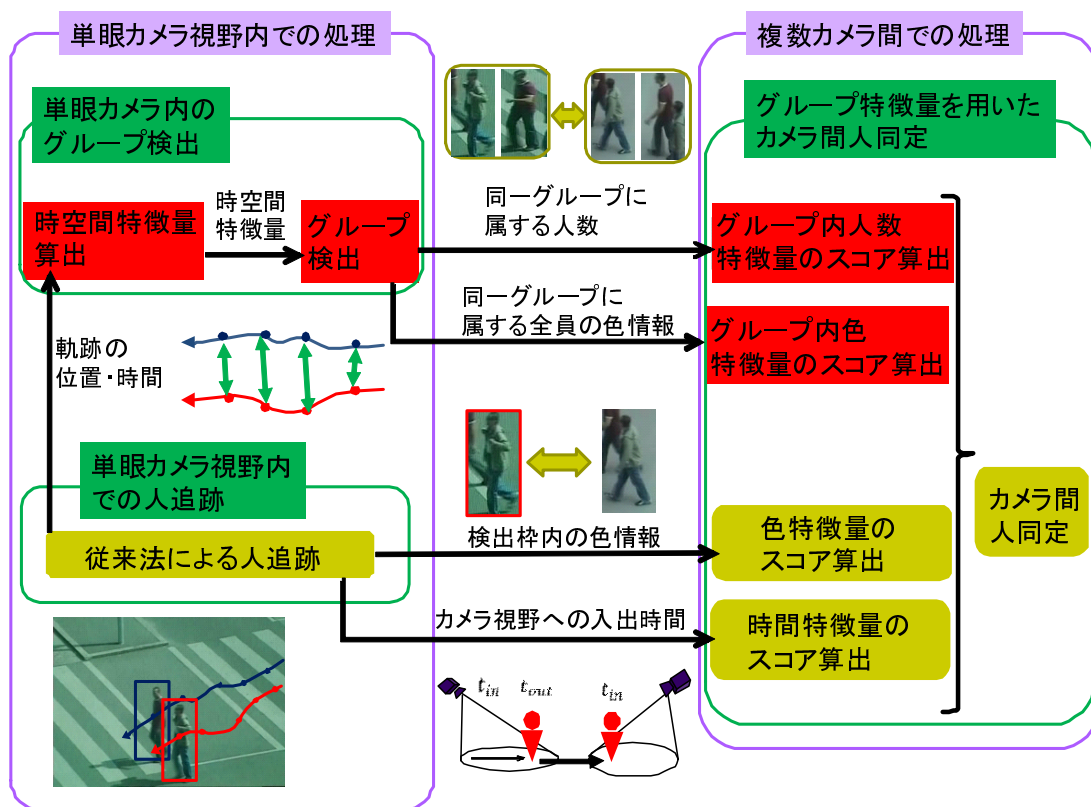 単眼カメラ視野内での処理
単眼カメラ内の
グループ検出
時空間特徴量
算出
時空間
特徴量
グループ
検出
軌跡の
位置・時間
単眼カメラ視野内
での人追跡
従来法による人追跡
同一グループに
属する人数
同一グループに
属する全員の色情報
検出枠内の色情報
カメラ視野への入出時間
t_in
t_out
t_in
複数カメラ間での処理
グループ特徴量を用いた
カメラ間人同定
グループ内人数
特徴量のスコア算出
グループ内色
特徴量のスコア算出
色特徴量の
スコア算出
時間特徴量の
スコア算出
カメラ間
人同定